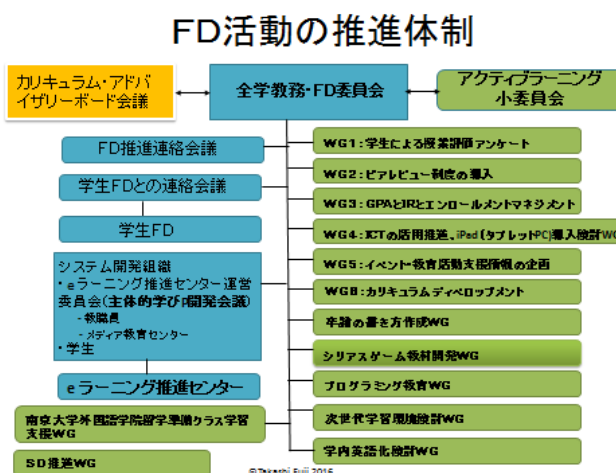 FD活動の推進体制
カリキュラム・アドバ
イザリーボード会議
全学教務・FD委員会
アクティブラーニング
小委員会
FD推進連絡会議
学生FDとの連絡会議
学生FD
システム開発組織
・eラーニング推進センター運営
委員会(主体的学び開発会議)
-教職員
-メディア教育センター
・学生
eラーニング推進センター
南京大学外国語学院留学準備クラス学習
支援WG
SD推進WG
WG1:学生による授業評価アンケート
WG2:ピアレビュー制度の導入
WG3:GPAとIRとエンロールメントマネジメント
WG4:ICTの活用推進、iPad(タブレットPC)導入検討WG
WG5:イベント・教育活動支援情報の企画
WG6:カリキュラムディベロップメント
卒論の書き方作成WG
シリアスゲーム教材開発WG
プログラミング教育WG
次世代学習環境検討WG
学内英語化検討WG
©Takashi Fuji 2016